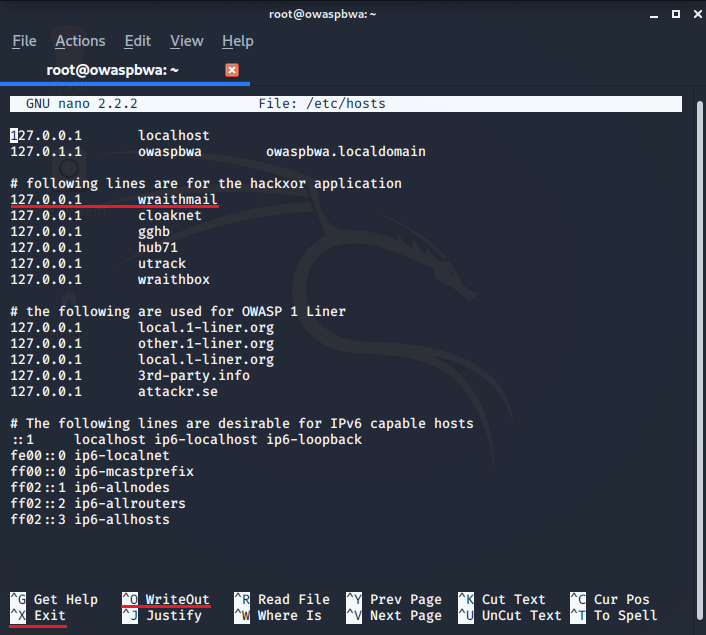 root@owaspbwa: ~
File Actions Edit View Help
root@owaspbwa: ~
GNU nano 2.2.2 File: /etc/hosts
127.0.0.1 localhost
127.0.1.1 owaspbwa owaspbwa.localdomain
# following lines are for the hackxor application
127.0.0.1 wraithmail
127.0.0.1 cloaknet
127.0.0.1 gghb
127.0.0.1 hub71
127.0.0.1 utrack
127.0.0.1 wraithbox
# the following are used for OWASP 1 Liner
127.0.0.1 local.1-liner.org
127.0.0.1 other.1-liner.org
127.0.0.1 local.l-liner.org
127.0.0.1 3rd-party.info
127.0.0.1 attackr.se
# The following lines are desirable for IPv6 capable hosts
::1 localhost ip6-localhost ip6-loopback
fe00::0 ip6-localnet
ff00::0 ip6-mcastprefix
ff02::1 ip6-allnodes
ff02::2 ip6-allrouters
ff02::3 ip6-allhosts
^G Get Help ^O WriteOut ^R Read File ^Y Prev Page ^K Cut Text ^C Cur Pos
^X Exit ^J Justify ^W Where Is ^V Next Page ^U UnCut Text ^T To Spell